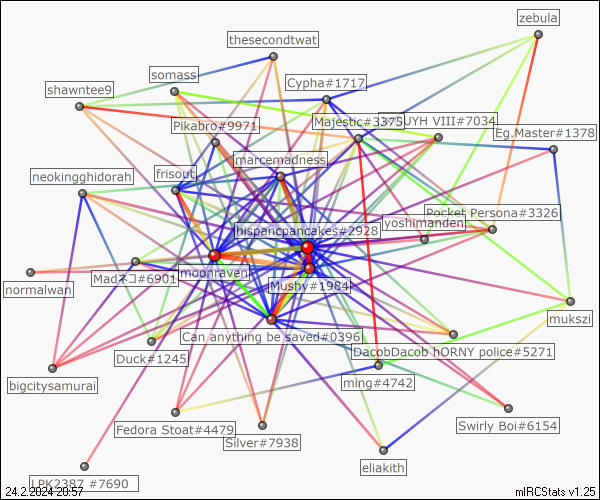 zebula
thesecondtwat
somass
Cypha#1717
shawntee9
Majestic#3375
UYH VIII#7034
Pikabro#9971
Eg.Master#1378
marcemadness
neokingghidorah
frisout
Pocket Persona#3326
yoshimanden
hispancpancakes#2928
Madネコ#6901
moonraven
normalwan
Mushy#1984
mukszi
Can anything be saved#0396
Duck#1245
DacobDacob hORNY police#5271
bigcitysamurai
ming#4742
Fedora Stoat#4479
Swirly Boi#6154
Silver#7938
eliakith
LPK2387 #7690
24.2.2024 20:57
mIRCStats v1.25